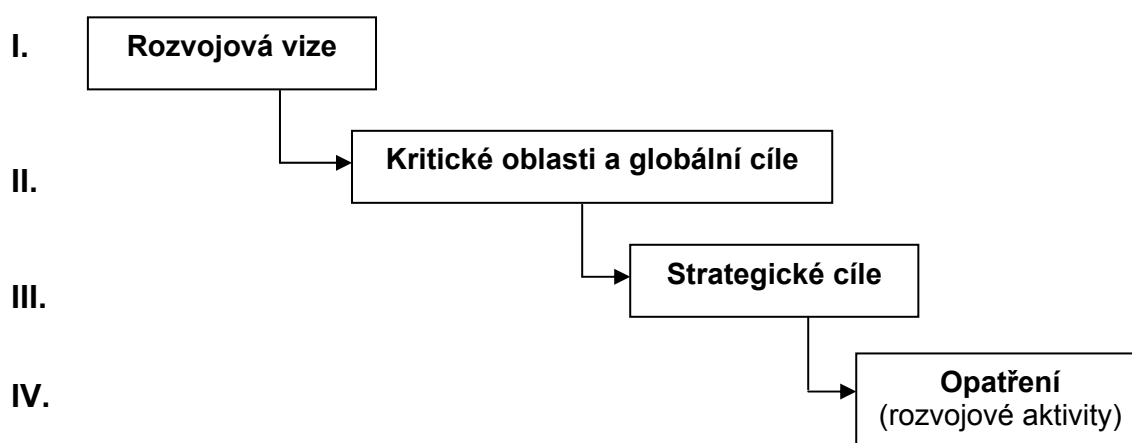 I. Rozvojová vize
Kritické oblasti a globální cíle
II.
Strategické cíle
III.
Opatření
IV. (rozvojové aktivity)